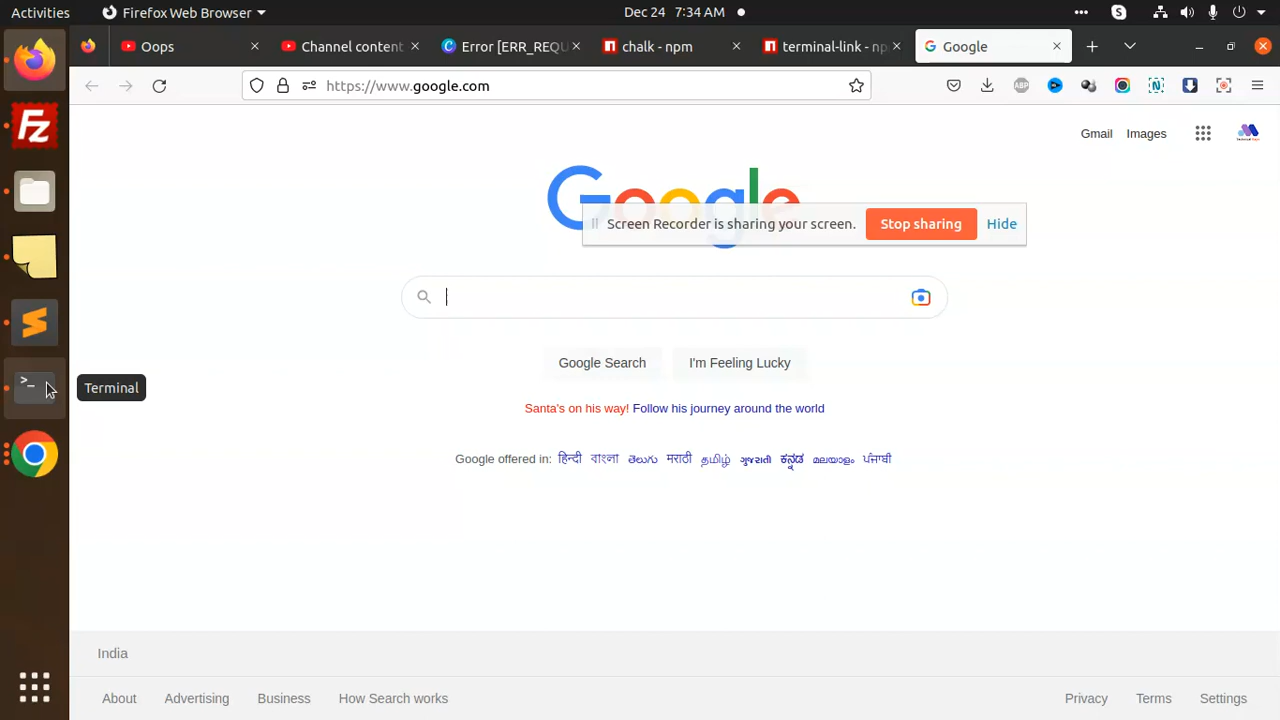 Activities Firefox Web Browser Dec 24 7:34 AM
Oops Channel content Error [ERR_REQU chalk - npm terminal-link - np Google
https://www.google.com
Gmail Images
Google
Screen Recorder is sharing your screen. Stop sharing Hide
Google Search I'm Feeling Lucky
Terminal
Santa's on his way! Follow his journey around the world
Google offered in: हिन्दी বাংলা తెలుగు मराठी தமிழ் ગુજરાતી ಕನ್ನಡ മലയാളം ਪੰਜਾਬੀ
India
About Advertising Business How Search works Privacy Terms Settings